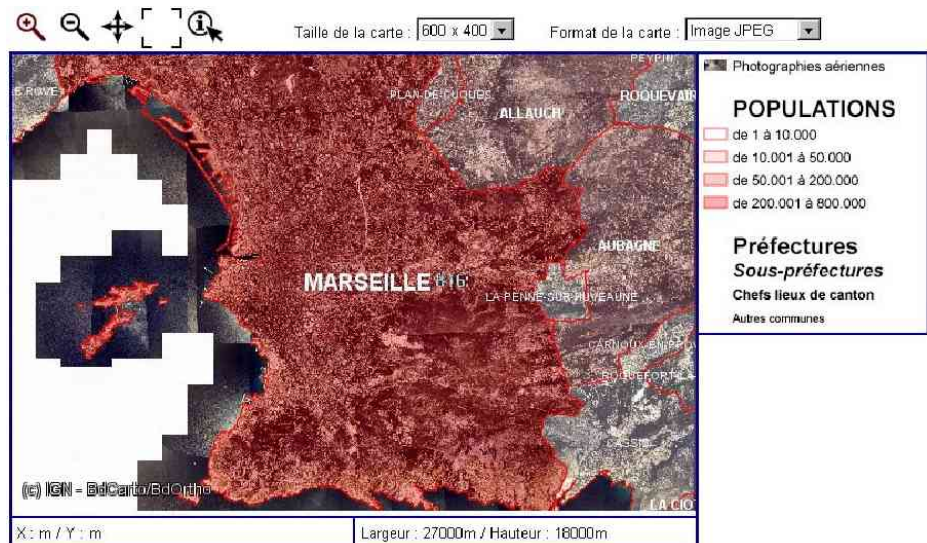 Taille de la carte : 600 x 400
Format de la carte : Image JPEG
PEYPIN
PLAN-DE-CUQUES
ALLAUCH
AUBAGNE
MARSEILLE
LA PENNE-SUR-HUVEAUNE
CASSIS
(c) IGN - BdCarto/BdOrtho
X : m / Y : m
Largeur : 27000m / Hauteur : 18000m
Photographies aériennes
POPULATIONS
de 1 à 10.000
de 10.001 à 50.000
de 50.001 à 200.000
de 200.001 à 800.000
Préfectures
Sous-préfectures
Chefs lieux de canton
Autres communes